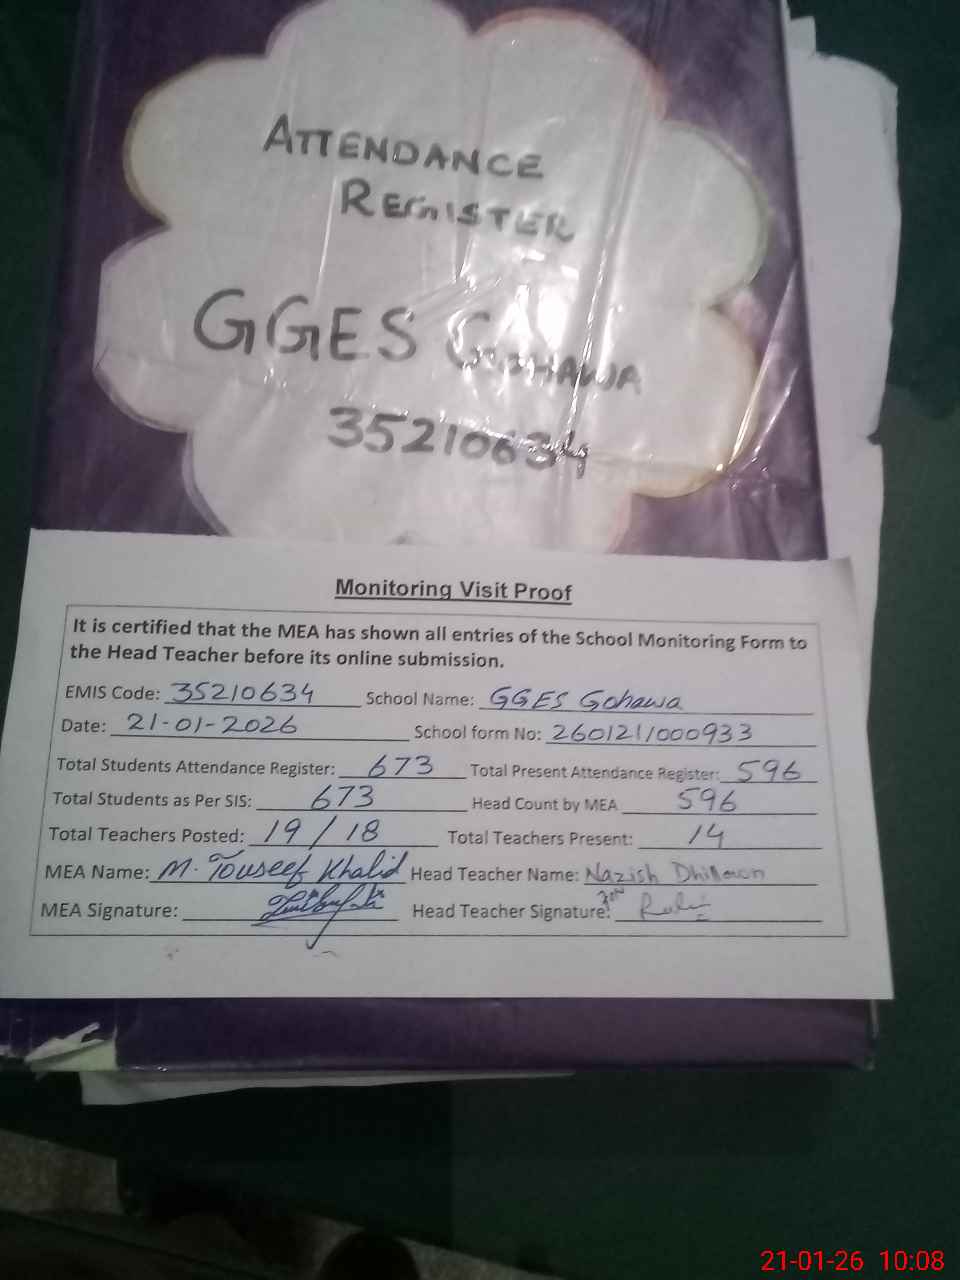 ATTENDANCE
REGISTER
GGES GOHAWA
35210634
Monitoring Visit Proof
It is certified that the MEA has shown all entries of the School Monitoring Form to
the Head Teacher before its online submission.
EMIS Code: 35210634 School Name: GGES Gohawa
Date: 21-01-2026 School form No: 260121/000933
Total Students Attendance Register: 673 Total Present Attendance Register: 596
Total Students as Per SIS: 673 Head Count by MEA 596
Total Teachers Posted: 19/18 Total Teachers Present: 14
MEA Name: M. Touseef Khalid Head Teacher Name: Nazish Dhillown
MEA Signature: Head Teacher Signature:
21-01-26 10:08